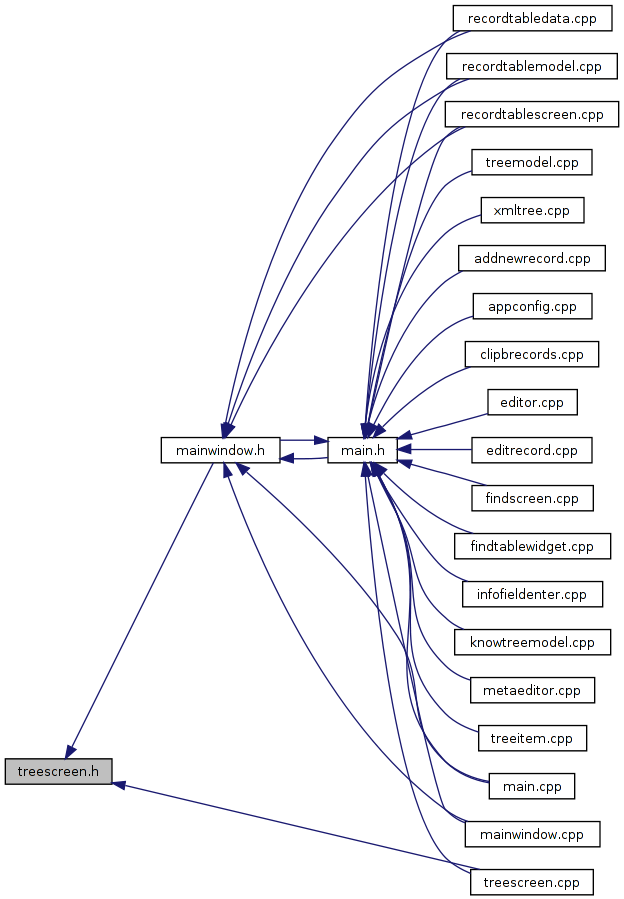 recordtabledata.cpp
recordtablemodel.cpp
recordtablescreen.cpp
treemodel.cpp
xmltree.cpp
addnewrecord.cpp
appconfig.cpp
clipbrecords.cpp
editor.cpp
mainwindow.h
main.h
editrecord.cpp
findscreen.cpp
findtablewidget.cpp
infofieldenter.cpp
knowtreemodel.cpp
metaeditor.cpp
treeitem.cpp
treescreen.h
main.cpp
mainwindow.cpp
treescreen.cpp